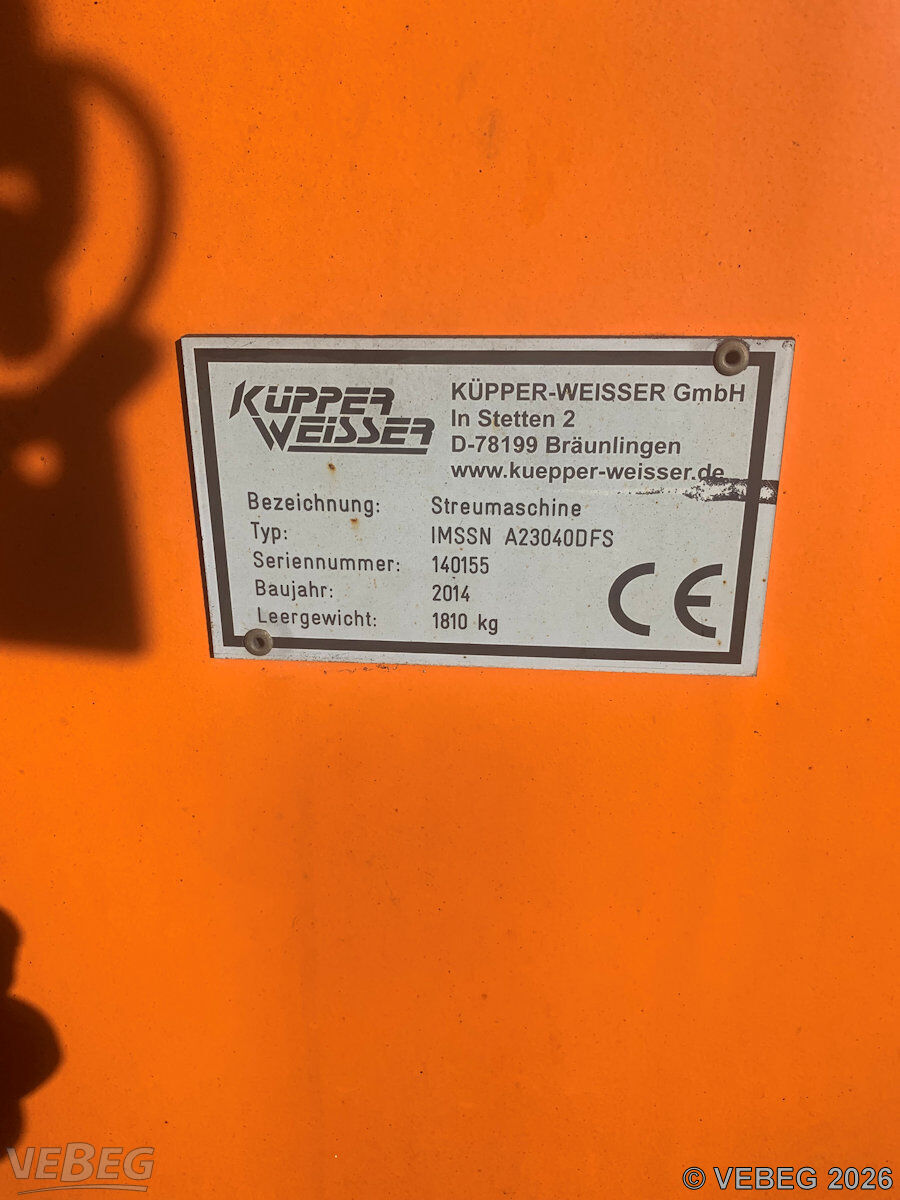 KÜPPER
WEISSER
KÜPPER-WEISSER GmbH
In Stetten 2
D-78199 Bräunlingen
www.kuepper-weisser.de
Bezeichnung: Streumaschine
Typ: IMSSN A23040DFS
Seriennummer: 140155
Baujahr: 2014
Leergewicht: 1810 kg
CE
VEBEG
© VEBEG 2026